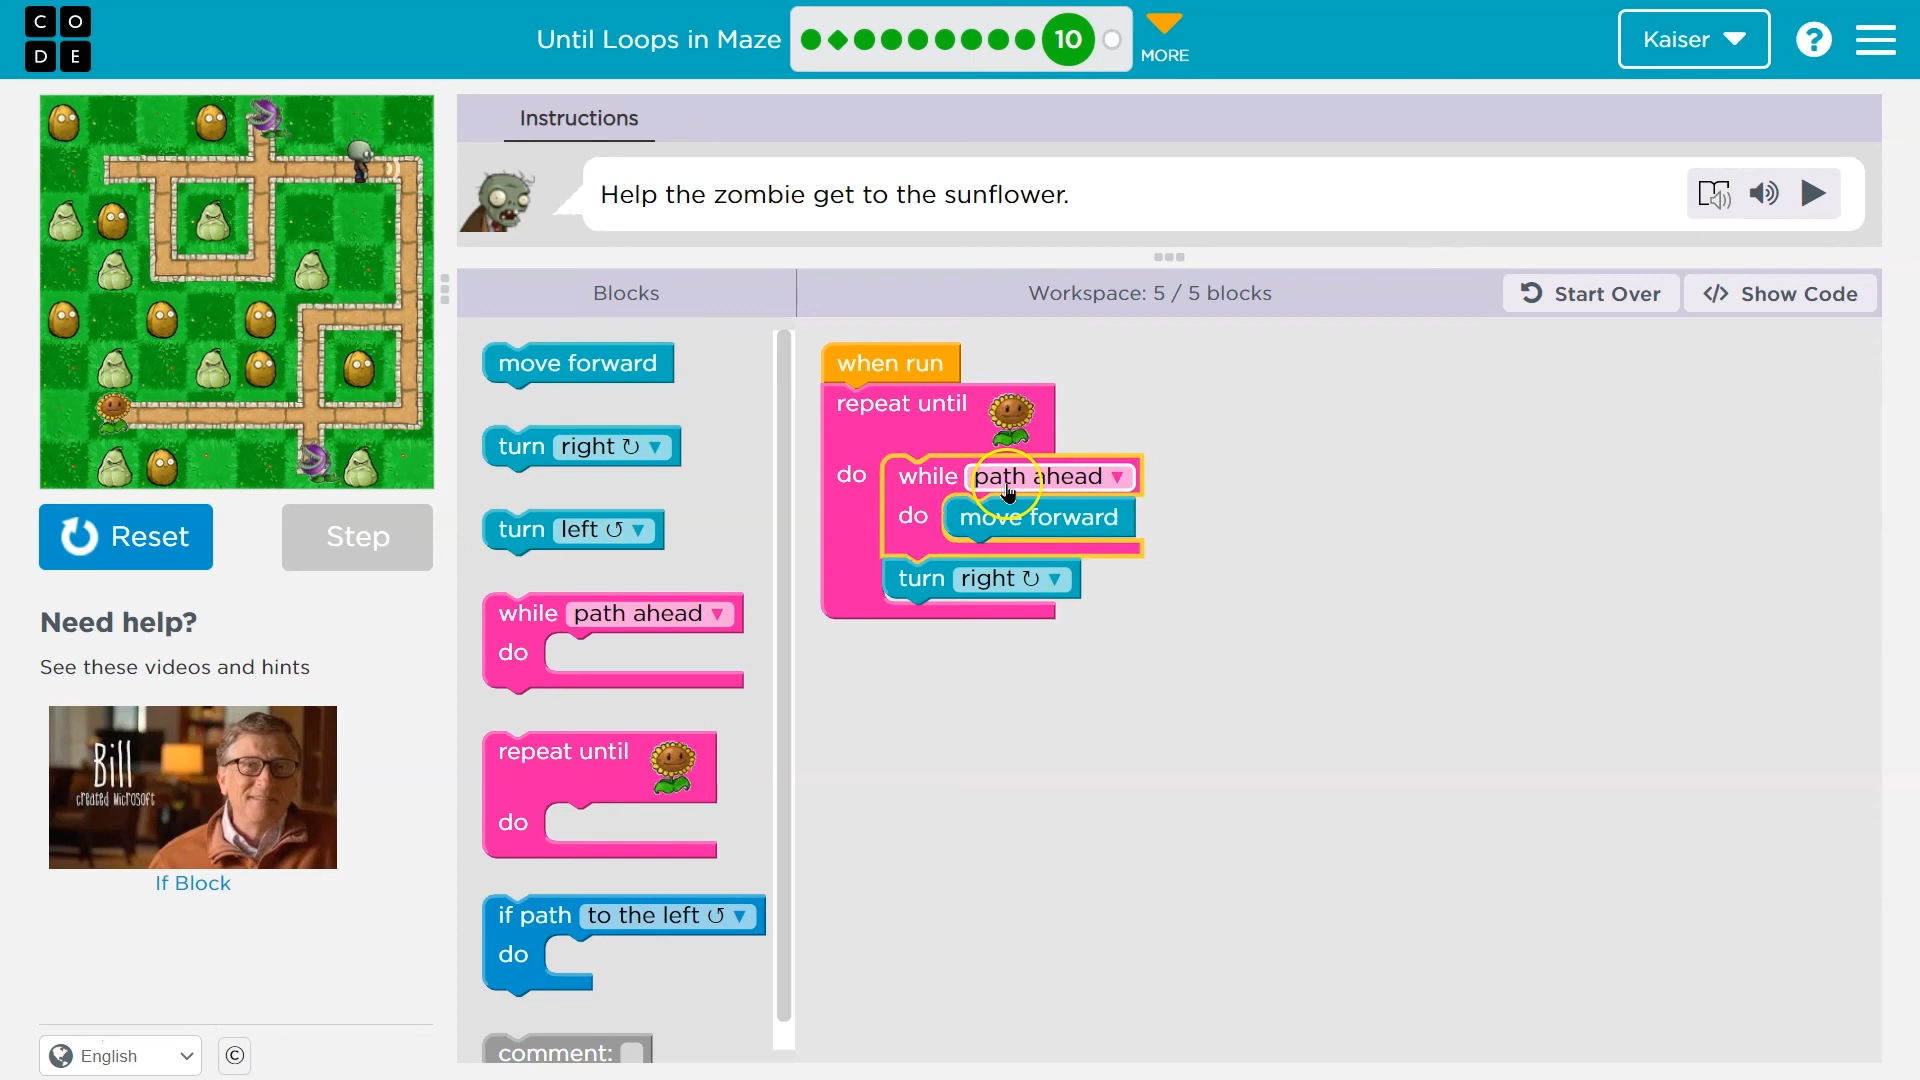 C O
D E
Until Loops in Maze
10
MORE
Kaiser
?
Instructions
Help the zombie get to the sunflower.
Blocks
Workspace: 5 / 5 blocks
Start Over
</> Show Code
move forward
turn right ↻ ▼
turn left ↺ ▼
while path ahead ▼
do
repeat until
do
if path to the left ↺ ▼
do
comment:
when run
repeat until
do
while path ahead ▼
do
move forward
turn right ↻ ▼
Reset
Step
Need help?
See these videos and hints
Bill
created Microsoft
If Block
English
©